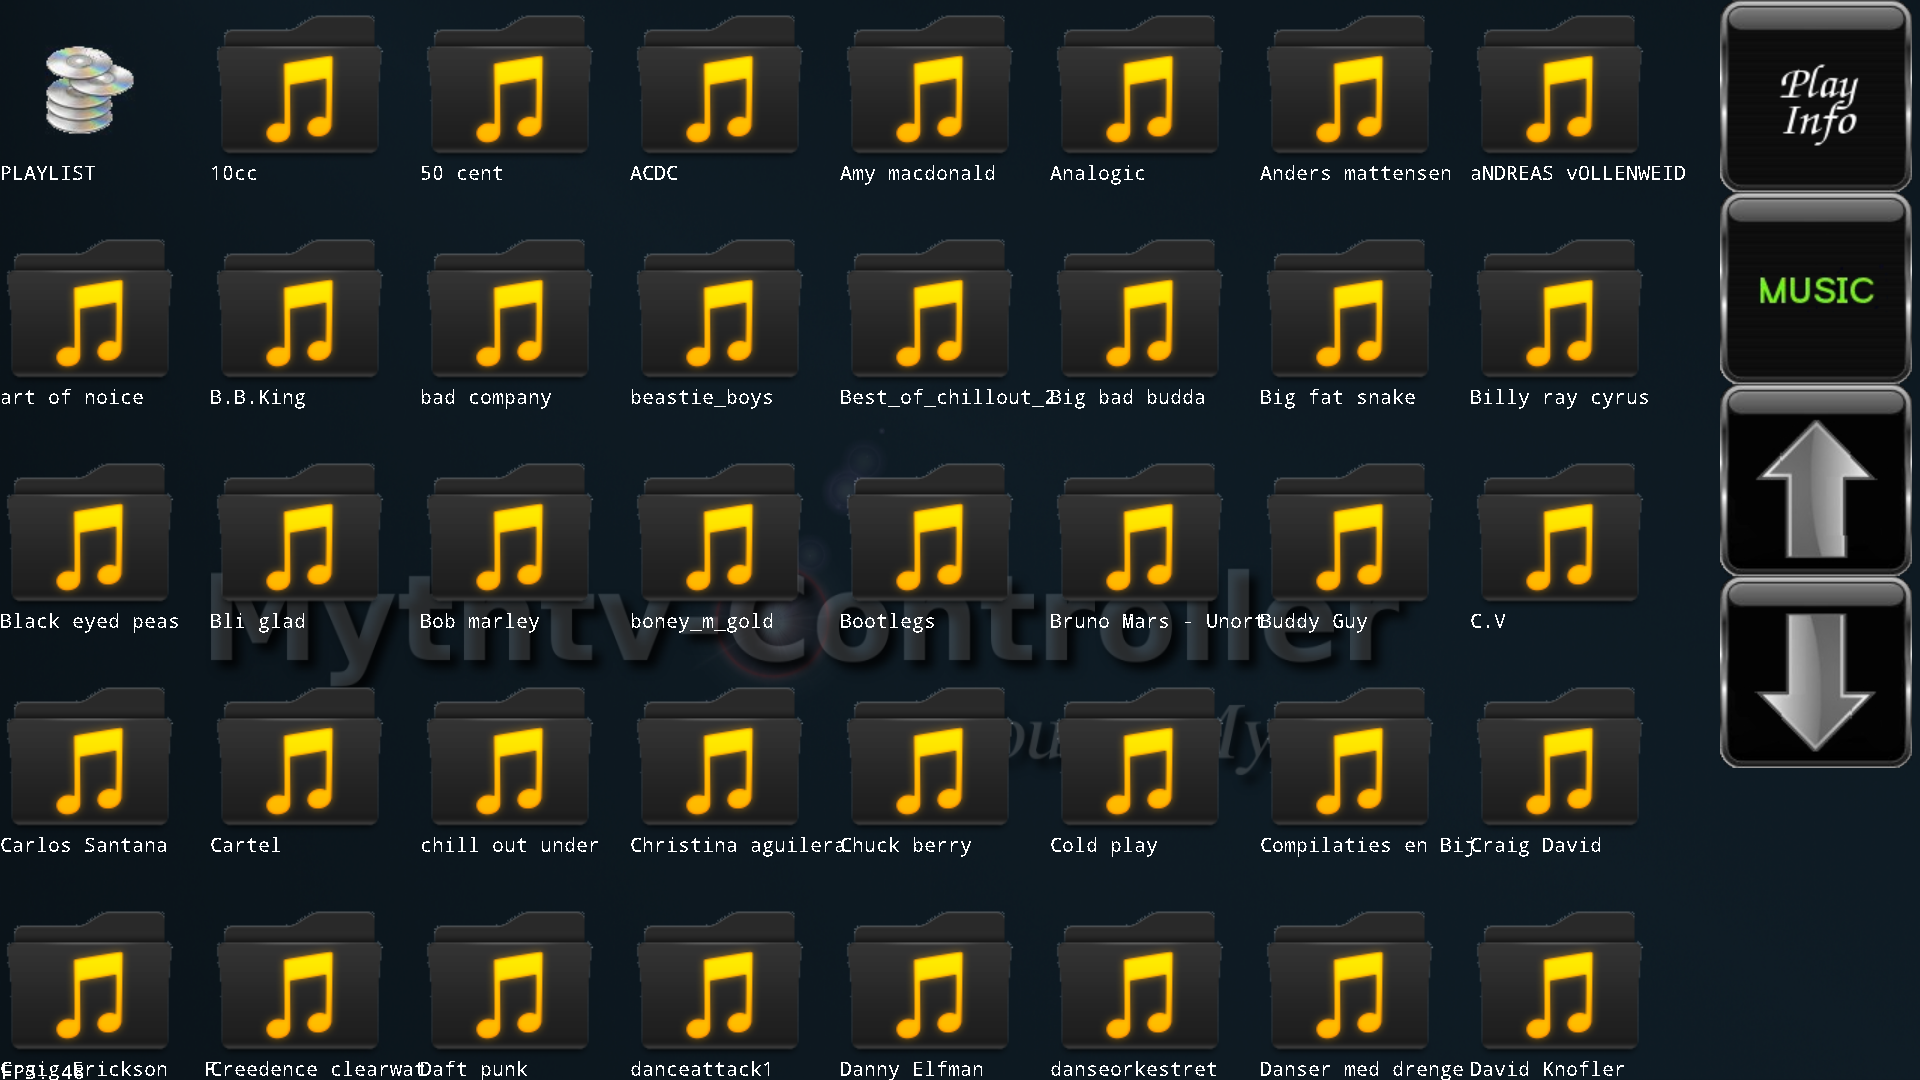 PLAYLIST
10cc
50 cent
ACDC
Amy macdonald
Analogic
Anders mattensen
aNDREAS vOLLENWEID
Play
Info
art of noice
B.B.King
bad company
beastie_boys
Best_of_chillout_2
Big bad budda
Big fat snake
Billy ray cyrus
MUSIC
Black eyed peas
Bli glad
Bob marley
boney_m_gold
Bootlegs
Bruno Mars - Unort
Buddy Guy
C.V
Mythtv Controller
Carlos Santana
Cartel
chill out under
Christina aguilera
Chuck berry
Cold play
Compilaties en Bij
Craig David
Craig Erickson
Creedence clearwat
Daft punk
danceattack1
Danny Elfman
danseorkestret
Danser med drenge
David Knofler